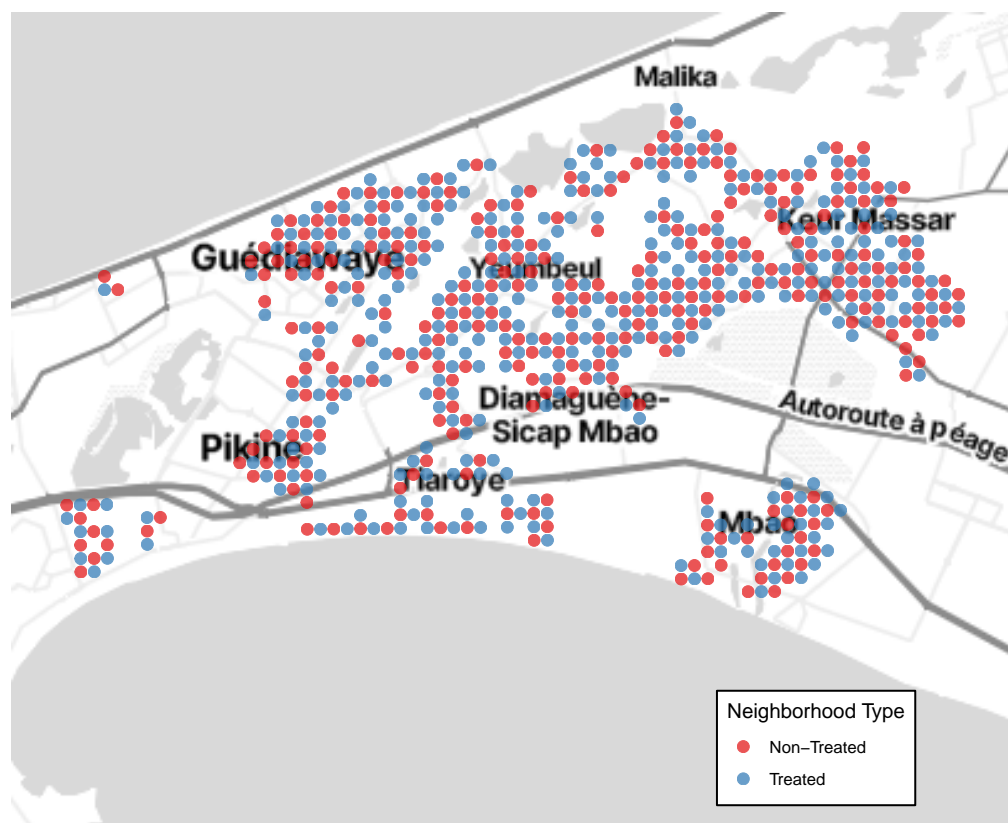 Malika
Keur Massar
Guédiawaye
Yeumbeul
Diamaguène-
Sicap Mbao
Autoroute à péage
Pikine
Tiaroye
Mbao
Neighborhood Type
Non-Treated
Treated